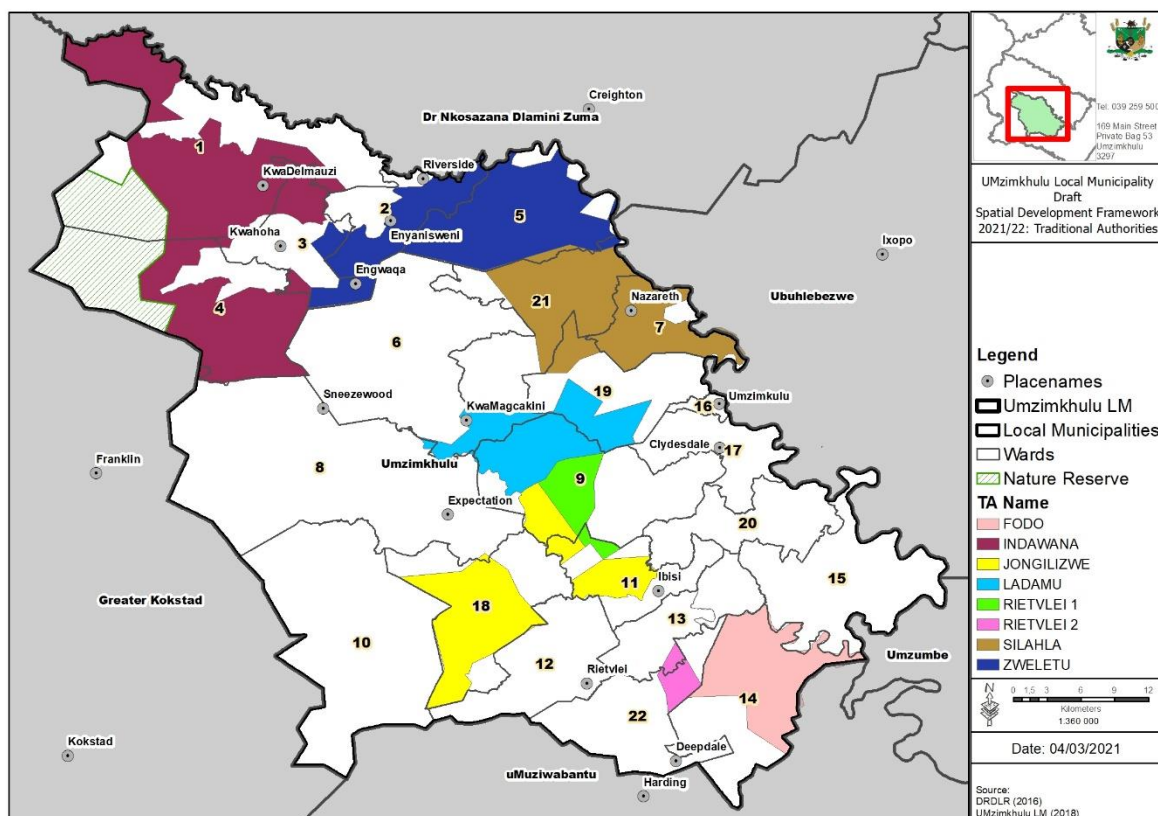 Creighton
Dr Nkosazana Dlamini Zuma
1
KwaDelmauzi
Riverside
2
5
Enyanisweni
Kwahoha
3
Ixopo
Engwaqa
4
21
Nazareth
Ubuhlebezwe
7
6
19
Sneezewood
KwaMagcakini
16
Umzimkulu
Clydesdale
17
Franklin
8
Umzimkhulu
9
Expectation
20
11
Ibisi
15
Greater Kokstad
18
13
10
12
Rietvlei
Umzumbe
22
14
Kokstad
Deepdale
uMuziwabantu
Harding
Tel. 039 259 500
169 Main Street
Private Bag 53
Umzimkhulu
3297
UMzimkhulu Local Municipality
Draft
Spatial Development Framework
2021/22: Traditional Authorities
Legend
Placenames
Umzimkhulu LM
Local Municipalities
Wards
Nature Reserve
TA Name
FODO
INDAWANA
JONGILIZWE
LADAMU
RIETVLEI 1
RIETVLEI 2
SILAHLA
ZWELETU
N
0 1,5 3 6 9 12
Kilometers
1:360 000
Date: 04/03/2021
Source:
DRDLR (2016)
UMzimkhulu LM (2018)